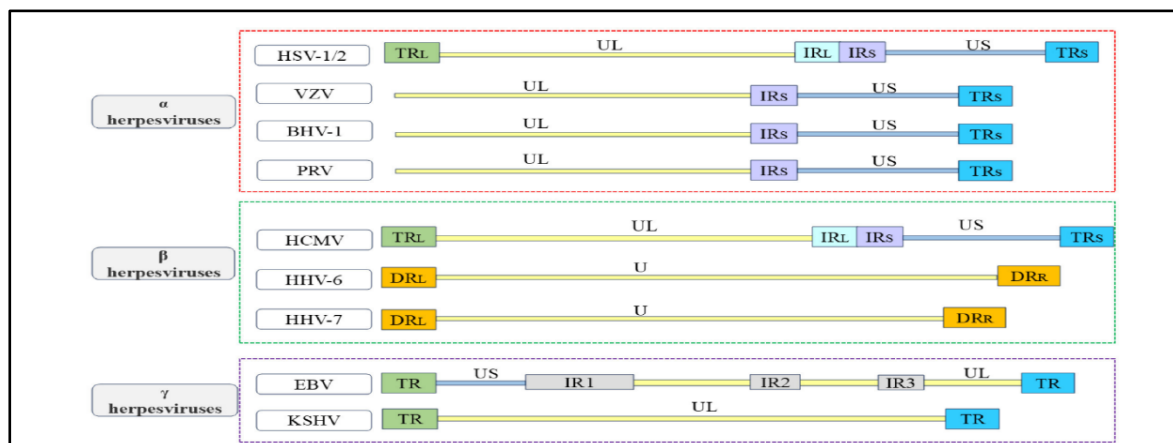 HSV-1/2 TRL UL IRL IRs US TRs
α
herpesviruses
VZV UL IRs US TRs
BHV-1 UL IRs US TRs
PRV UL IRs US TRs
β
herpesviruses
HCMV TRL UL IRL IRs US TRs
HHV-6 DRL U DRR
HHV-7 DRL U DRR
γ
herpesviruses
EBV TR US IR1 IR2 IR3 UL TR
KSHV TR UL TR